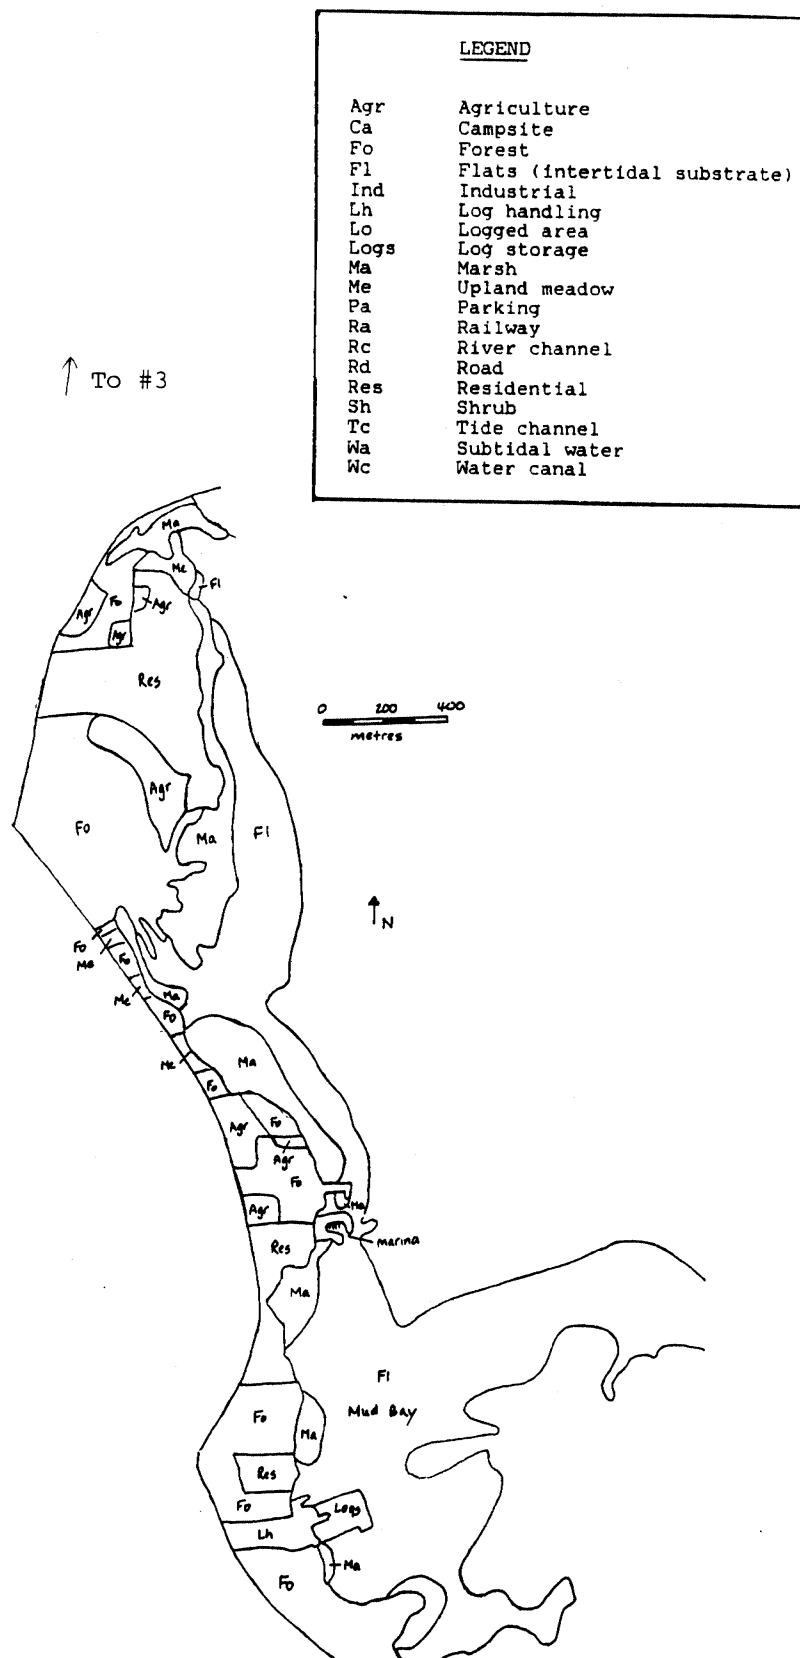 LEGEND
Agr Agriculture
Ca Campsite
Fo Forest
Fl Flats (intertidal substrate)
Ind Industrial
Lh Log handling
Lo Logged area
Logs Log storage
Ma Marsh
Me Upland meadow
Pa Parking
Ra Railway
Rc River channel
Rd Road
Res Residential
Sh Shrub
Tc Tide channel
Wa Subtidal water
Wc Water canal
To #3
Ma
Me
Fl
Agr Fo Agr
Agr
Res
0 200 400
metres
Agr
Fo Ma Fl
N
Fo
Me Fo
Me Ma
Fo
Me Ma
Fo
Agr Fo
Agr
Fo
Agr Ma
Res Marina
Ma
Fl
Mud Bay
Fo
Ma
Res
Fo Logs
Lh
Ma
Fo